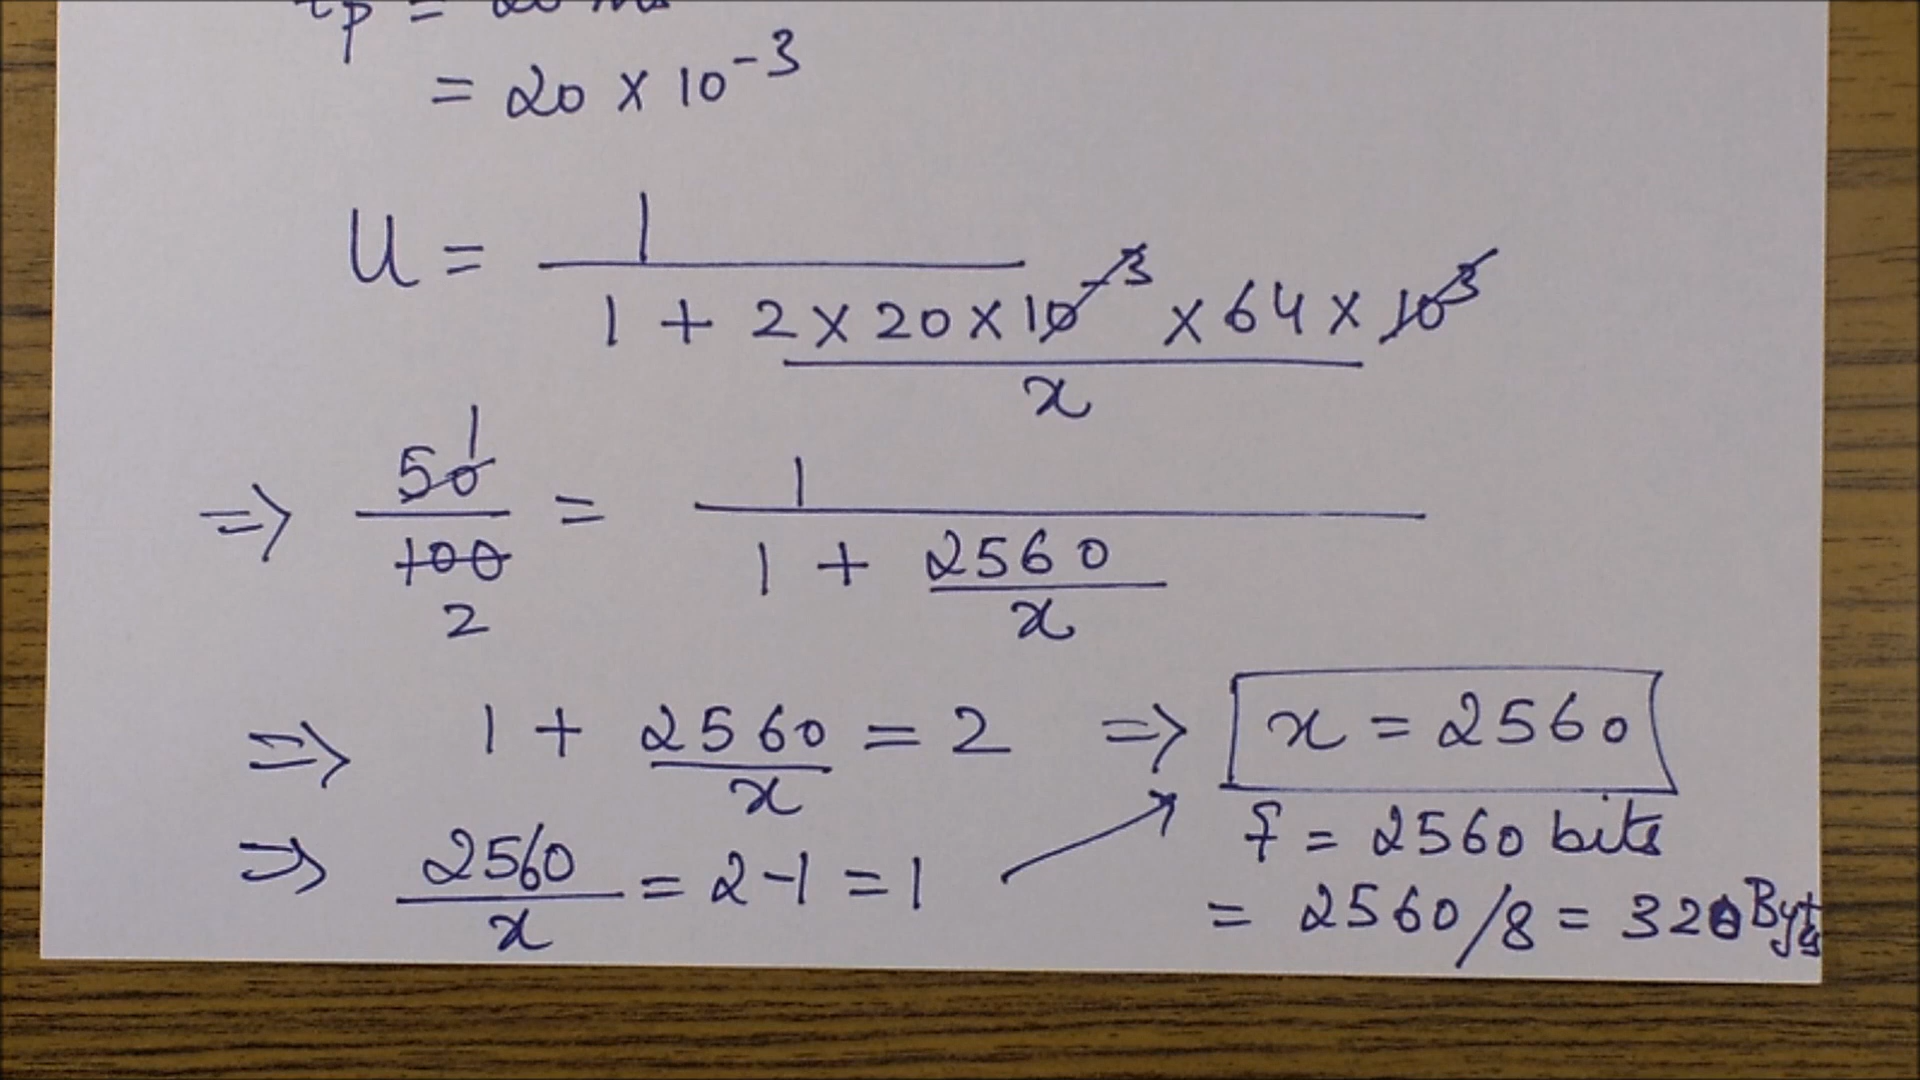 = 20 × 10⁻³
U = 1 / (1 + 2 × 20 × 10⁻³ × 64 × 10³ / x)
⇒ 50 1 / 100 2 = 1 / (1 + 2560 / x)
⇒ 1 + 2560 / x = 2 ⇒ x = 2560
f = 2560 bits
⇒ 2560 / x = 2-1 = 1
= 2560/8 = 320 Bytes